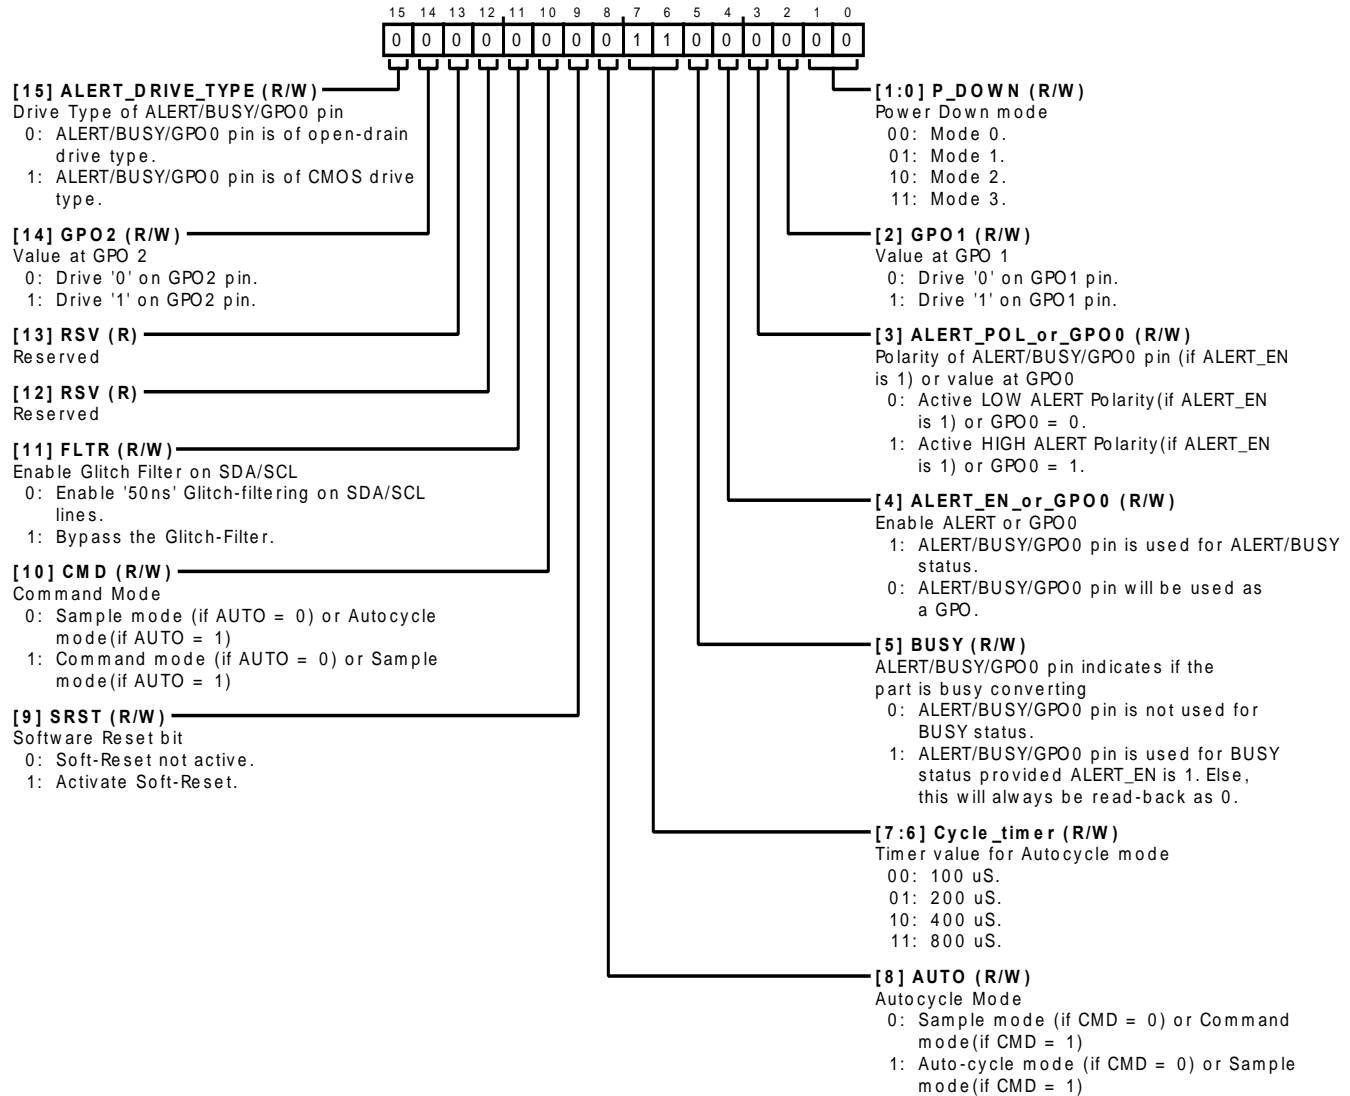 15 14 13 12 11 10 9 8 7 6 5 4 3 2 1 0
0 0 0 0 0 0 0 0 1 1 0 0 0 0 0 0
[15] ALERT_DRIVE_TYPE (R/W)
Drive Type of ALERT/BUSY/GPO0 pin
0: ALERT/BUSY/GPO0 pin is of open-drain
drive type.
1: ALERT/BUSY/GPO0 pin is of CMOS drive
type.
[14] GPO2 (R/W)
Value at GPO 2
0: Drive '0' on GPO2 pin.
1: Drive '1' on GPO2 pin.
[13] RSV (R)
Reserved
[12] RSV (R)
Reserved
[11] FLTR (R/W)
Enable Glitch Filter on SDA/SCL
0: Enable '50ns' Glitch-filtering on SDA/SCL
lines.
1: Bypass the Glitch-Filter.
[10] CMD (R/W)
Command Mode
0: Sample mode (if AUTO = 0) or Autocycle
mode(if AUTO = 1)
1: Command mode (if AUTO = 0) or Sample
mode(if AUTO = 1)
[9] SRST (R/W)
Software Reset bit
0: Soft-Reset not active.
1: Activate Soft-Reset.
[1:0] P_DOWN (R/W)
Power Down mode
00: Mode 0.
01: Mode 1.
10: Mode 2.
11: Mode 3.
[2] GPO1 (R/W)
Value at GPO 1
0: Drive '0' on GPO1 pin.
1: Drive '1' on GPO1 pin.
[3] ALERT_POL_or_GPO0 (R/W)
Polarity of ALERT/BUSY/GPO0 pin (if ALERT_EN
is 1) or value at GPO0
0: Active LOW ALERT Polarity(if ALERT_EN
is 1) or GPO0 = 0.
1: Active HIGH ALERT Polarity(if ALERT_EN
is 1) or GPO0 = 1.
[4] ALERT_EN_or_GPO0 (R/W)
Enable ALERT or GPO0
1: ALERT/BUSY/GPO0 pin is used for ALERT/BUSY
status.
0: ALERT/BUSY/GPO0 pin will be used as
a GPO.
[5] BUSY (R/W)
ALERT/BUSY/GPO0 pin indicates if the
part is busy converting
0: ALERT/BUSY/GPO0 pin is not used for
BUSY status.
1: ALERT/BUSY/GPO0 pin is used for BUSY
status provided ALERT_EN is 1. Else,
this will always be read-back as 0.
[7:6] Cycle_timer (R/W)
Timer value for Autocycle mode
00: 100 uS.
01: 200 uS.
10: 400 uS.
11: 800 uS.
[8] AUTO (R/W)
Autocycle Mode
0: Sample mode (if CMD = 0) or Command
mode(if CMD = 1)
1: Auto-cycle mode (if CMD = 0) or Sample
mode(if CMD = 1)